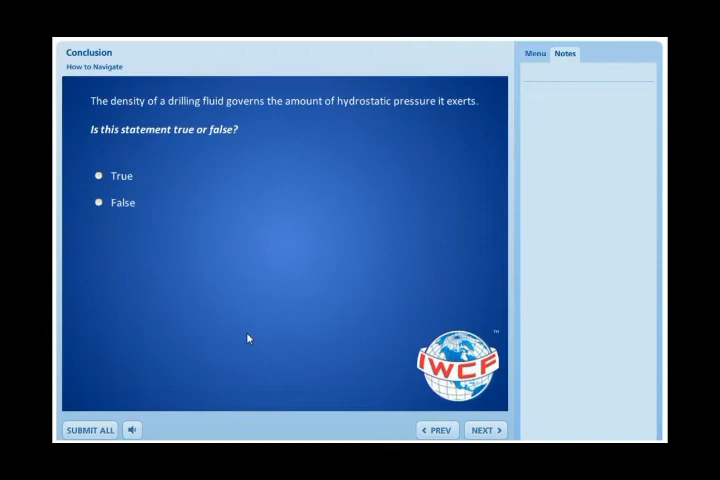 Conclusion
How to Navigate
Menu
Notes
The density of a drilling fluid governs the amount of hydrostatic pressure it exerts.
Is this statement true or false?
True
False
TM
IWCF
SUBMIT ALL
PREV
NEXT